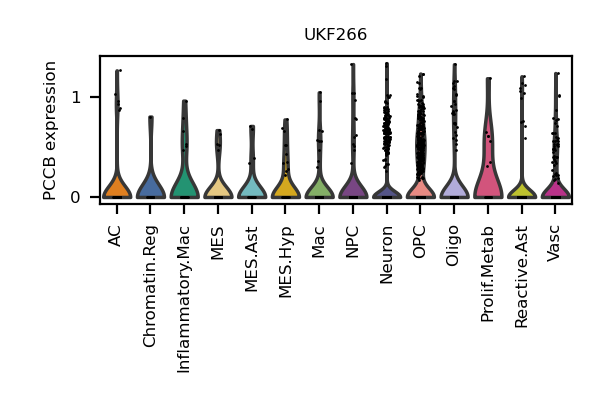 UKF266
PCCB expression
1
0
AC
Chromatin.Reg
Inflammatory.Mac
MES
MES.Ast
MES.Hyp
Mac
NPC
Neuron
OPC
Oligo
Prolif.Metab
Reactive.Ast
Vasc